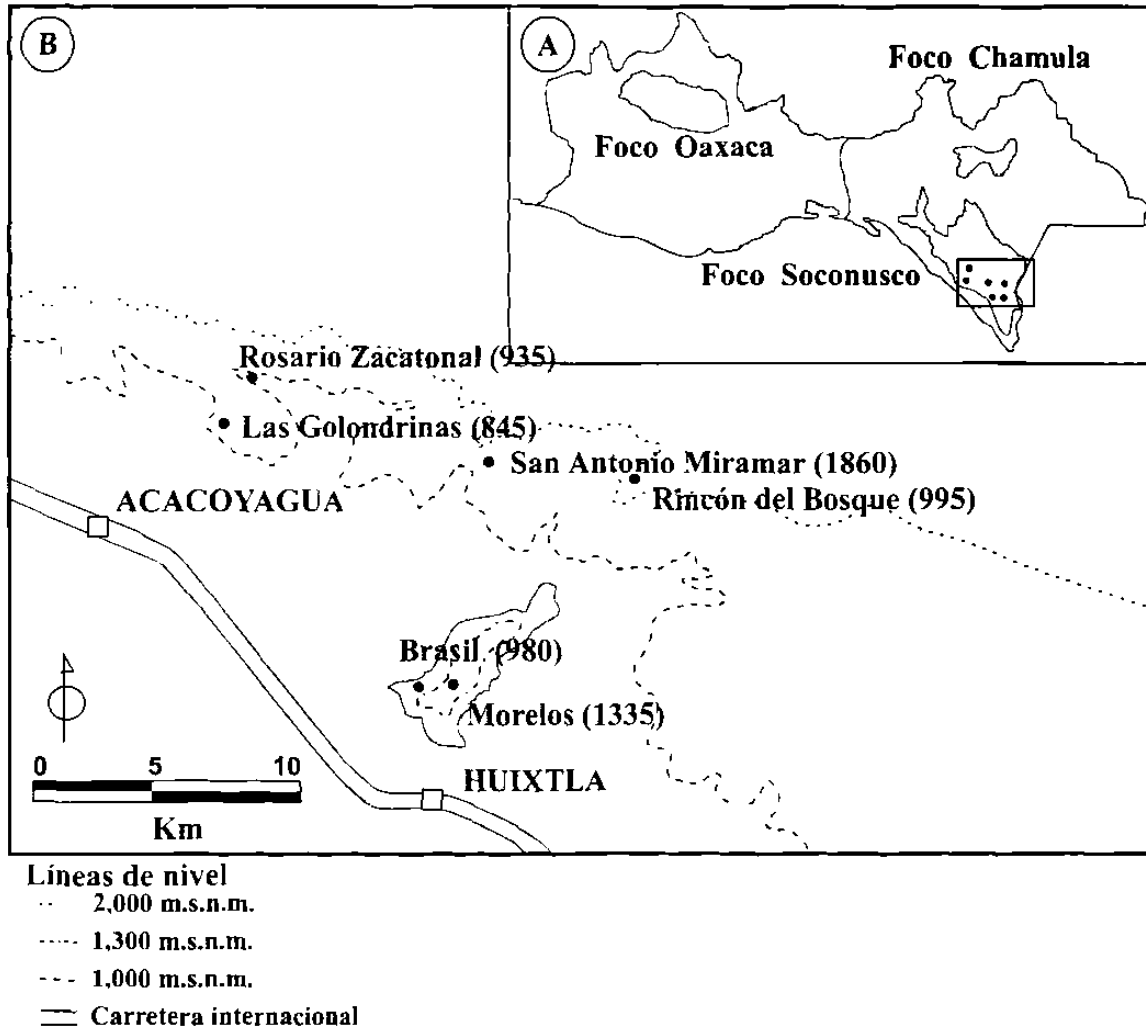 B
A
Foco Chamula
Foco Oaxaca
Foco Soconusco
Rosario Zacatonal (935)
Las Golondrinas (845)
San Antonio Miramar (1860)
Rincón del Bosque (995)
ACACOYAGUA
Brasil (980)
Morelos (1335)
HUIXTLA
0 5 10
Km
Líneas de nivel
2,000 m.s.n.m.
1,300 m.s.n.m.
1,000 m.s.n.m.
Carretera internacional